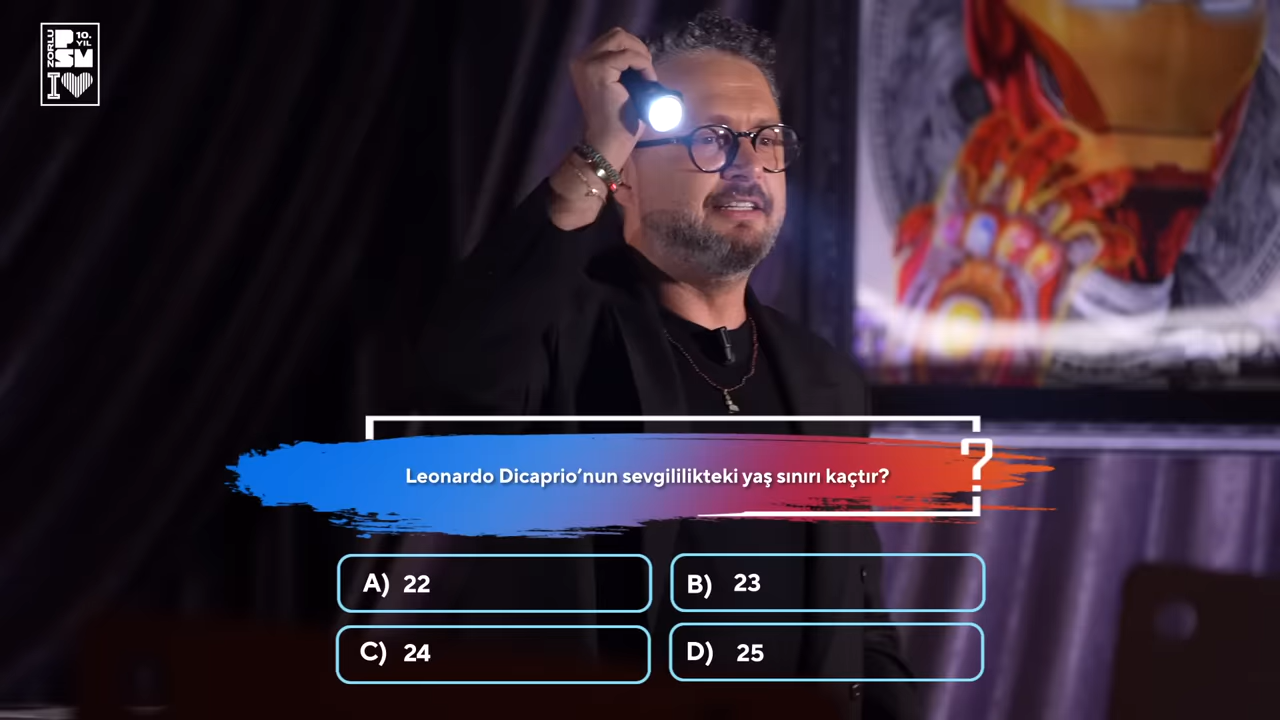 ZORLU
PSM
10.
YIL
I
Leonardo Dicaprio’nun sevgililikteki yaş sınırı kaçtır?
?
A) 22
B) 23
C) 24
D) 25